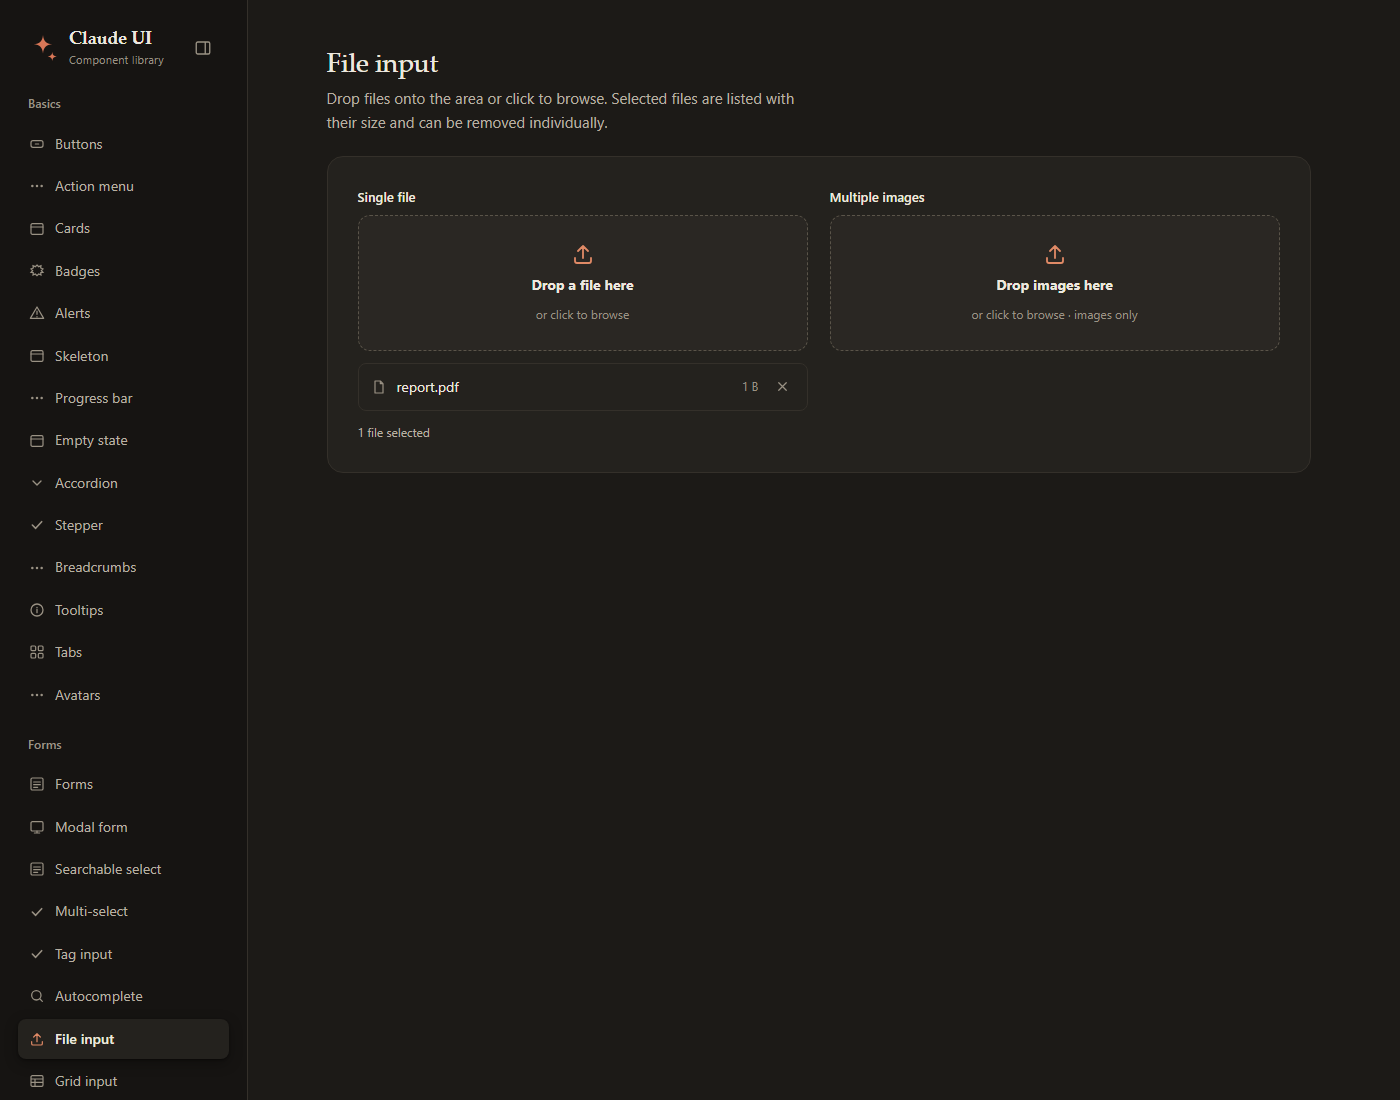 Claude UI
Component library
Basics
Buttons
Action menu
Cards
Badges
Alerts
Skeleton
Progress bar
Empty state
Accordion
Stepper
Breadcrumbs
Tooltips
Tabs
Avatars
Forms
Forms
Modal form
Searchable select
Multi-select
Tag input
Autocomplete
File input
Grid input
File input
Drop files onto the area or click to browse. Selected files are listed with
their size and can be removed individually.
Single file
Drop a file here
or click to browse
report.pdf 1 B
1 file selected
Multiple images
Drop images here
or click to browse · images only